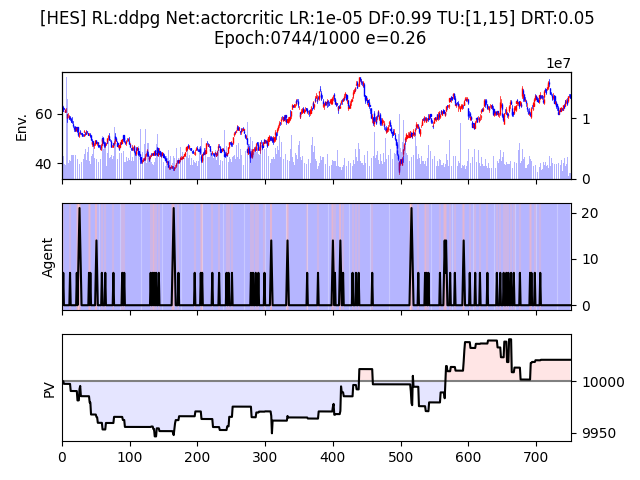 [HES] RL:ddpg Net:actorcritic LR:1e-05 DF:0.99 TU:[1,15] DRT:0.05
Epoch:0744/1000 e=0.26
1e7
Env.
60
40
1
0
Agent
20
10
0
PV
10000
9950
0 100 200 300 400 500 600 700